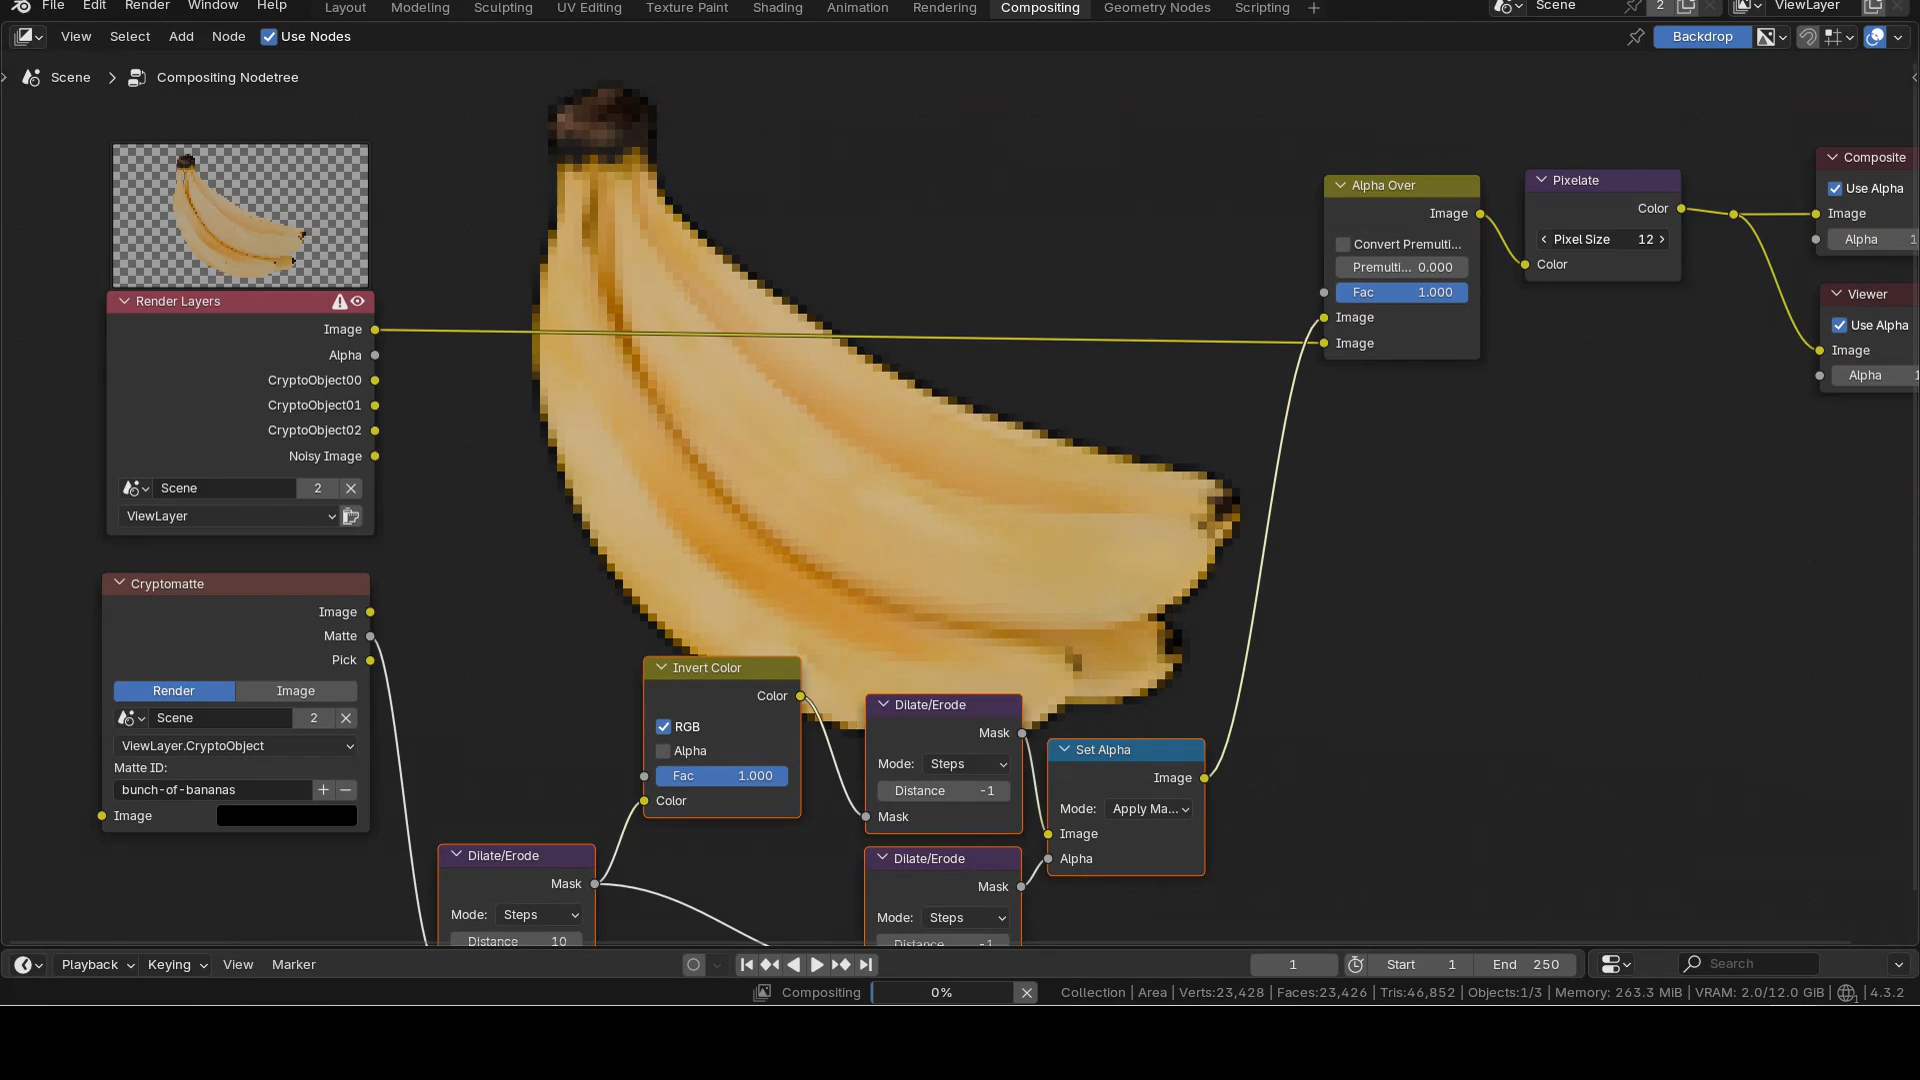 File Edit Render Window Help Layout Modeling Sculpting UV Editing Texture Paint Shading Animation Rendering Compositing Geometry Nodes Scripting + Scene 2 ViewLayer
View Select Add Node Use Nodes Backdrop
Scene > Compositing Nodetree
Render Layers
Image
Alpha
CryptoObject00
CryptoObject01
CryptoObject02
Noisy Image
Scene 2
ViewLayer
Cryptomatte
Image
Matte
Pick
Render Image
Scene 2
ViewLayer.CryptoObject
Matte ID:
bunch-of-bananas
Image
Dilate/Erode
Mask
Mode: Steps
Distance 10
Invert Color
Color
RGB
Alpha
Fac 1.000
Color
Dilate/Erode
Mask
Mode: Steps
Distance -1
Mask
Dilate/Erode
Mask
Mode: Steps
Distance -1
Set Alpha
Image
Mode: Apply Ma...
Image
Alpha
Alpha Over
Image
Convert Premulti...
Premulti... 0.000
Fac 1.000
Image
Image
Pixelate
Color
Pixel Size 12
Color
Composite
Use Alpha
Image
Alpha 1
Viewer
Use Alpha
Image
Alpha 1
Playback Keying View Marker 1 Start 1 End 250 Search
Compositing 0% Collection | Area | Verts:23,428 | Faces:23,426 | Tris:46,852 | Objects:1/3 | Memory: 263.3 MiB | VRAM: 2.0/12.0 GiB | 1 | 4.3.2